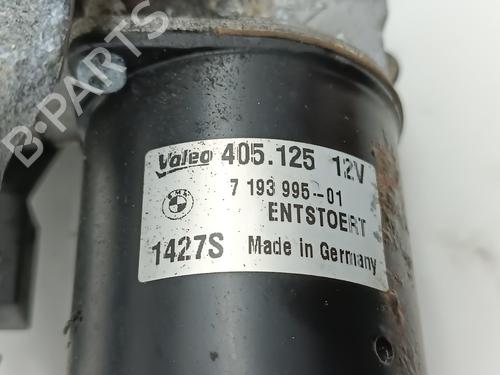 B-PARTS
Valeo 405.125 12V
7 193 995-01
ENTSTOERT
1427S Made in Germany